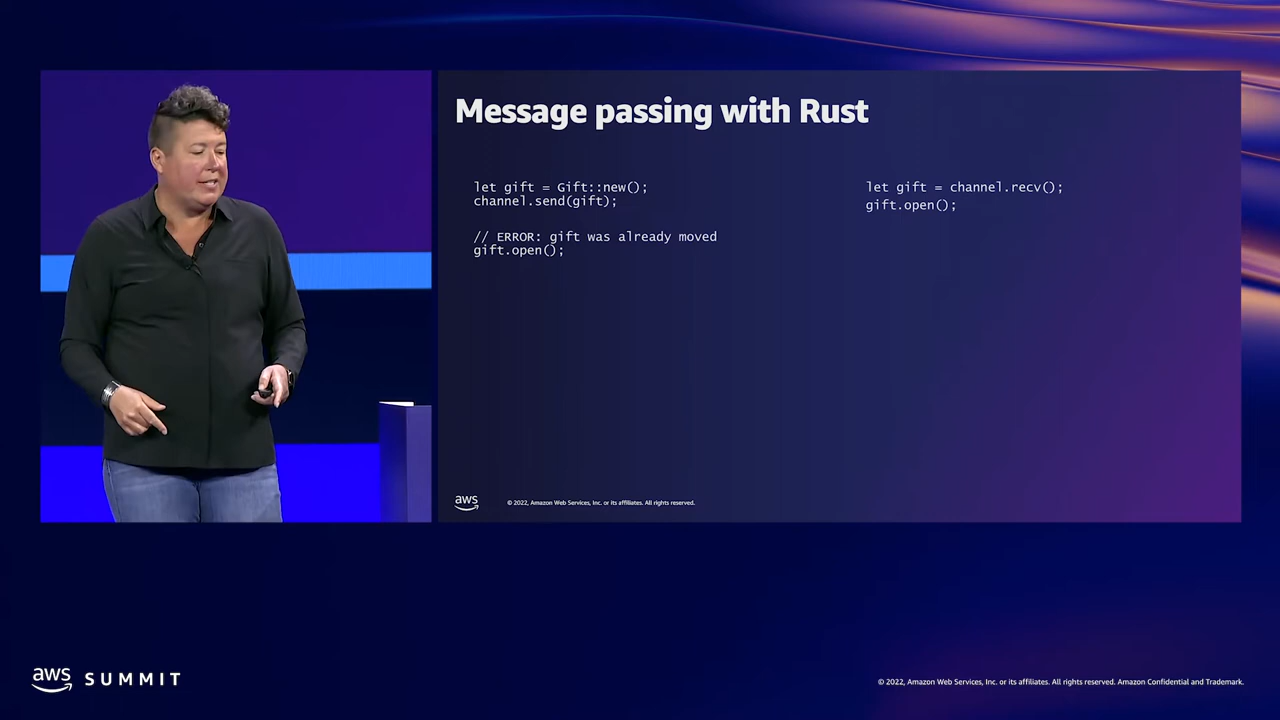 Message passing with Rust
let gift = Gift::new();
channel.send(gift);
// ERROR: gift was already moved
gift.open();
let gift = channel.recv();
gift.open();
aws
© 2022, Amazon Web Services, Inc. or its affiliates. All rights reserved.
aws SUMMIT
© 2022, Amazon Web Services, Inc. or its affiliates. All rights reserved. Amazon Confidential and Trademark.